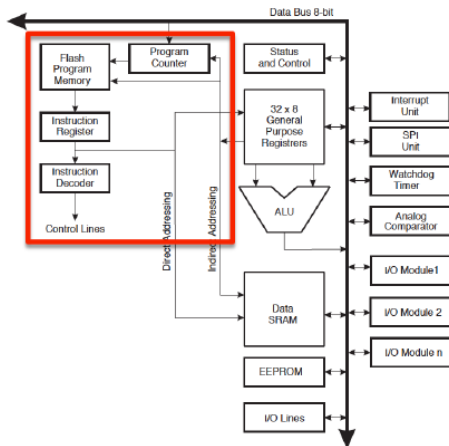 Data Bus 8-bit
Flash
Program
Memory
Program
Counter
Instruction
Register
Instruction
Decoder
Control Lines
Direct Addressing
Indirect Addressing
Status
and Control
32 x 8
General
Purpose
Registrers
ALU
Data
SRAM
EEPROM
I/O Lines
Interrupt
Unit
SPI
Unit
Watchdog
Timer
Analog
Comparator
I/O Module1
I/O Module 2
I/O Module n